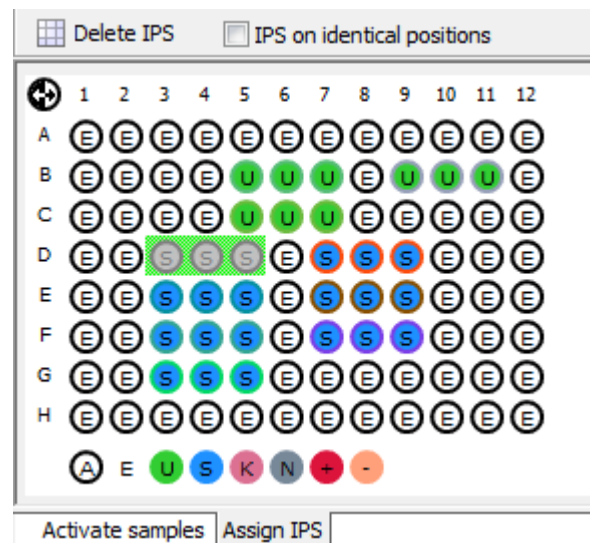 Delete IPS IPS on identical positions
1 2 3 4 5 6 7 8 9 10 11 12
A E E E E E E E E E E E E
B E E E E U U U E U U U E
C E E E E U U U E E E E E
D E E S S S E S S S E E E
E E E S S S E S S S E E E
F E E S S S E S S S E E E
G E E S S S E E E E E E E
H E E E E E E E E E E E E
A E U S K N + -
Activate samples Assign IPS